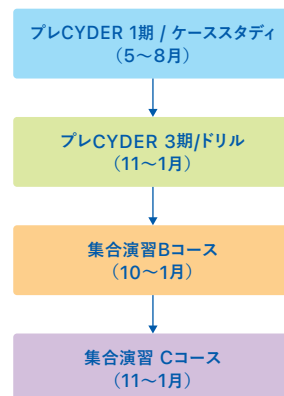 プレCYDER 1期 / ケーススタディ
（5〜8月）
プレCYDER 3期/ドリル
（11〜1月）
集合演習Bコース
（10〜1月）
集合演習 Cコース
（11〜1月）